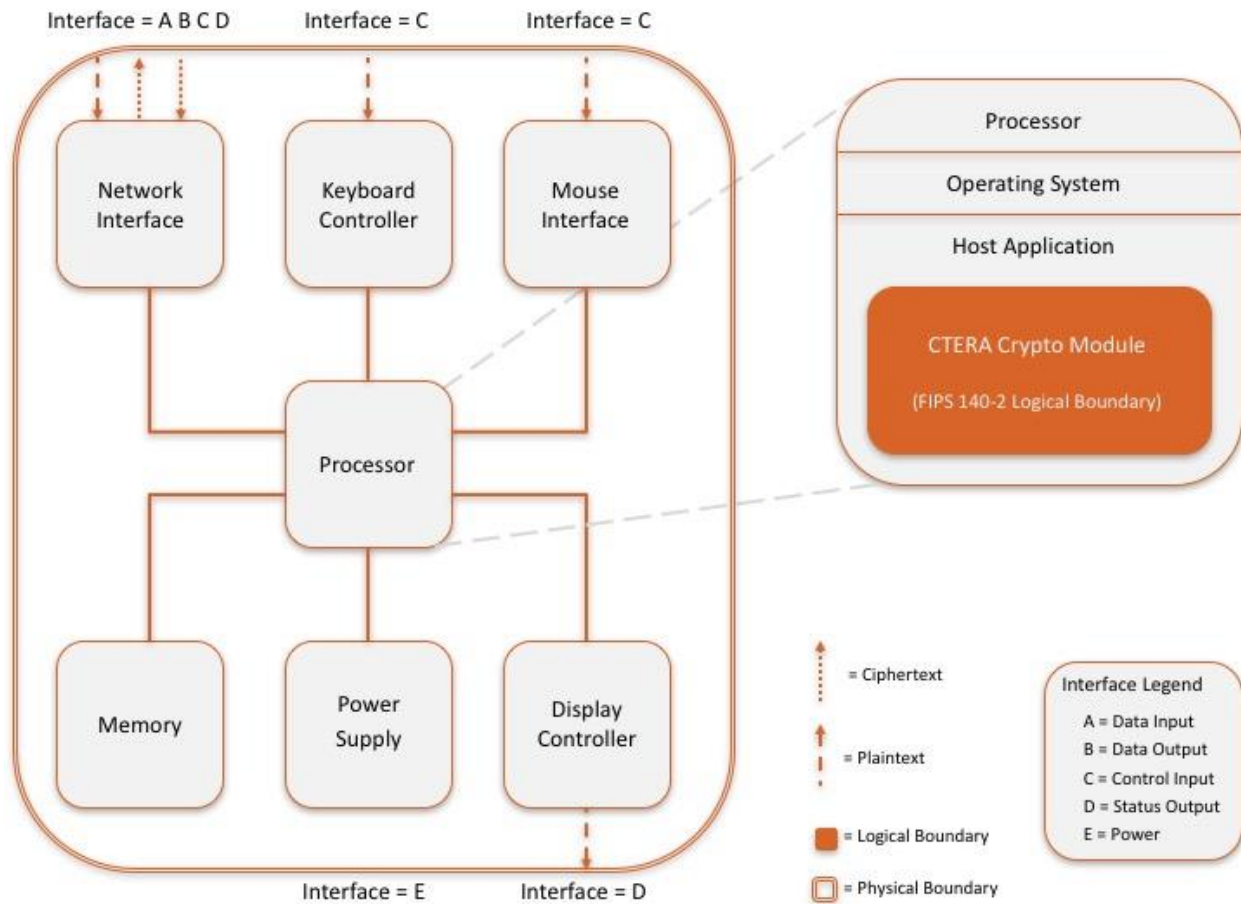 Interface = A B C D
Interface = C
Interface = C
Network
Interface
Keyboard
Controller
Mouse
Interface
Processor
Memory
Power
Supply
Display
Controller
Interface = E
Interface = D
Processor
Operating System
Host Application
CTERA Crypto Module
(FIPS 140-2 Logical Boundary)
= Ciphertext
= Plaintext
= Logical Boundary
= Physical Boundary
Interface Legend
A = Data Input
B = Data Output
C = Control Input
D = Status Output
E = Power